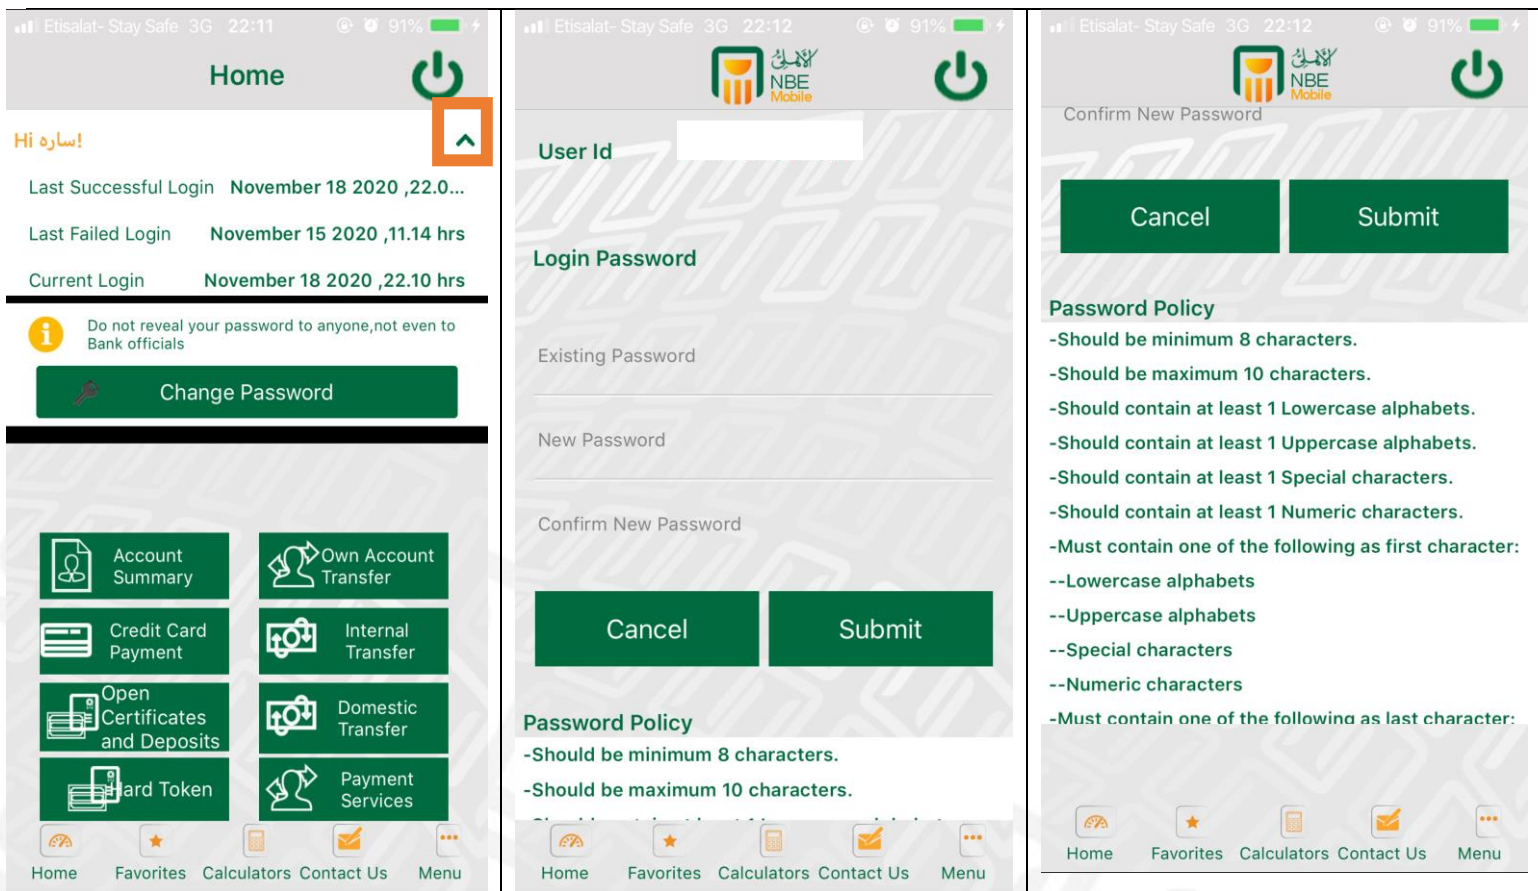 Etisalat- Stay Safe 3G 22:11 91%
Home
Hi ساره!
Last Successful Login November 18 2020 ,22.0...
Last Failed Login November 15 2020 ,11.14 hrs
Current Login November 18 2020 ,22.10 hrs
Do not reveal your password to anyone,not even to
Bank officials
Change Password
Account
Summary
Own Account
Transfer
Credit Card
Payment
Internal
Transfer
Open
Certificates
and Deposits
Domestic
Transfer
Hard Token
Payment
Services
Home Favorites Calculators Contact Us Menu
Etisalat- Stay Safe 3G 22:12 91%
الأهلي
NBE
Mobile
User Id
Login Password
Existing Password
New Password
Confirm New Password
Cancel Submit
Password Policy
-Should be minimum 8 characters.
-Should be maximum 10 characters.
Home Favorites Calculators Contact Us Menu
Etisalat- Stay Safe 3G 22:12 91%
الأهلي
NBE
Mobile
Confirm New Password
Cancel Submit
Password Policy
-Should be minimum 8 characters.
-Should be maximum 10 characters.
-Should contain at least 1 Lowercase alphabets.
-Should contain at least 1 Uppercase alphabets.
-Should contain at least 1 Special characters.
-Should contain at least 1 Numeric characters.
-Must contain one of the following as first character:
--Lowercase alphabets
--Uppercase alphabets
--Special characters
--Numeric characters
-Must contain one of the following as last character:
Home Favorites Calculators Contact Us Menu